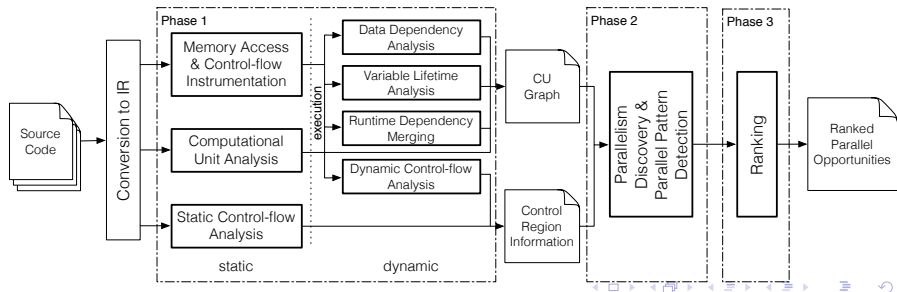 Source
Code
Conversion to IR
Phase 1
Memory Access
& Control-flow
Instrumentation
Computational
Unit Analysis
Static Control-flow
Analysis
static
execution
Data Dependency
Analysis
Variable Lifetime
Analysis
Runtime Dependency
Merging
Dynamic Control-flow
Analysis
dynamic
CU
Graph
Control
Region
Information
Phase 2
Parallelism
Discovery &
Parallel Pattern
Detection
Phase 3
Ranking
Ranked
Parallel
Opportunities